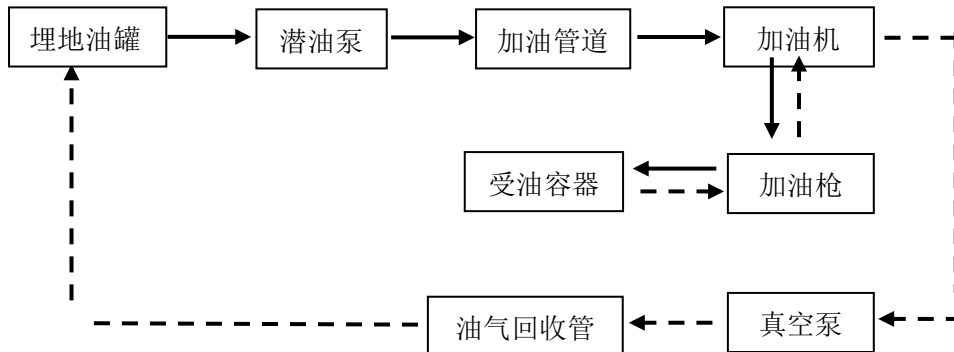 埋地油罐
潜油泵
加油管道
加油机
受油容器
加油枪
油气回收管
真空泵